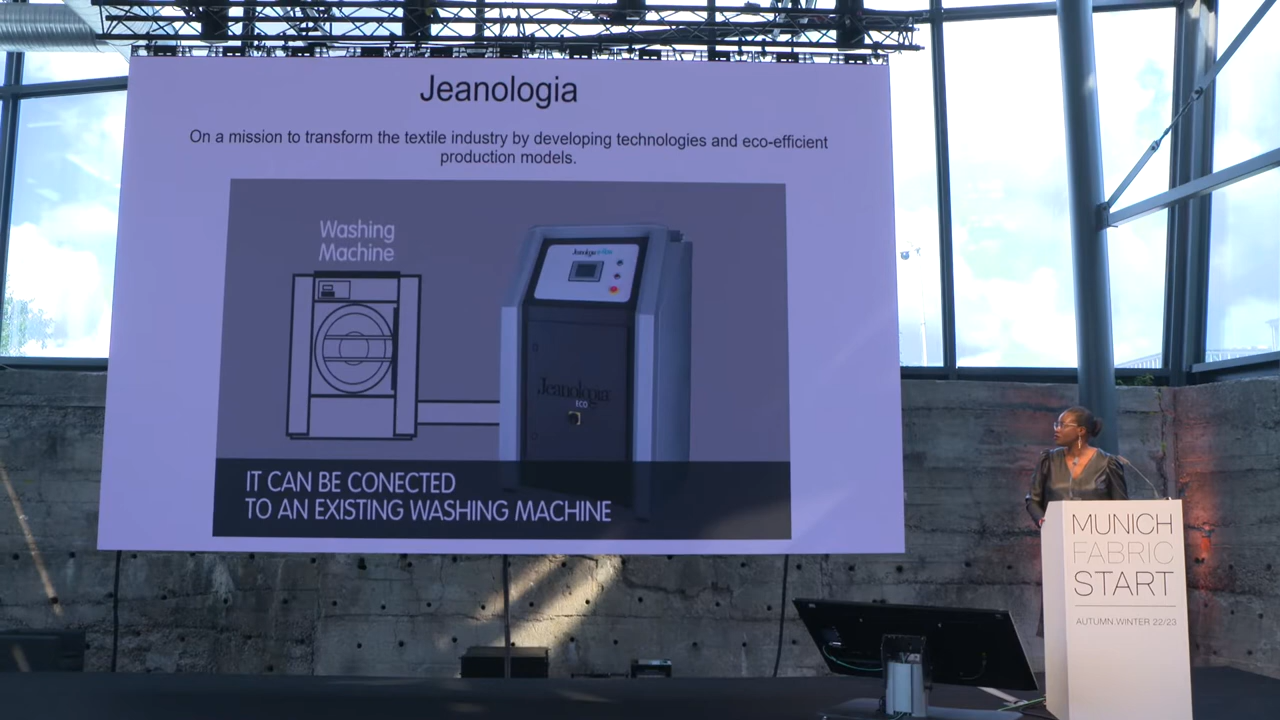 Jeanologia
On a mission to transform the textile industry by developing technologies and eco-efficient
production models.
Washing
Machine
Jeanologia
ECO
IT CAN BE CONECTED
TO AN EXISTING WASHING MACHINE
MUNICH
FABRIC
START
AUTUMN.WINTER 22/23